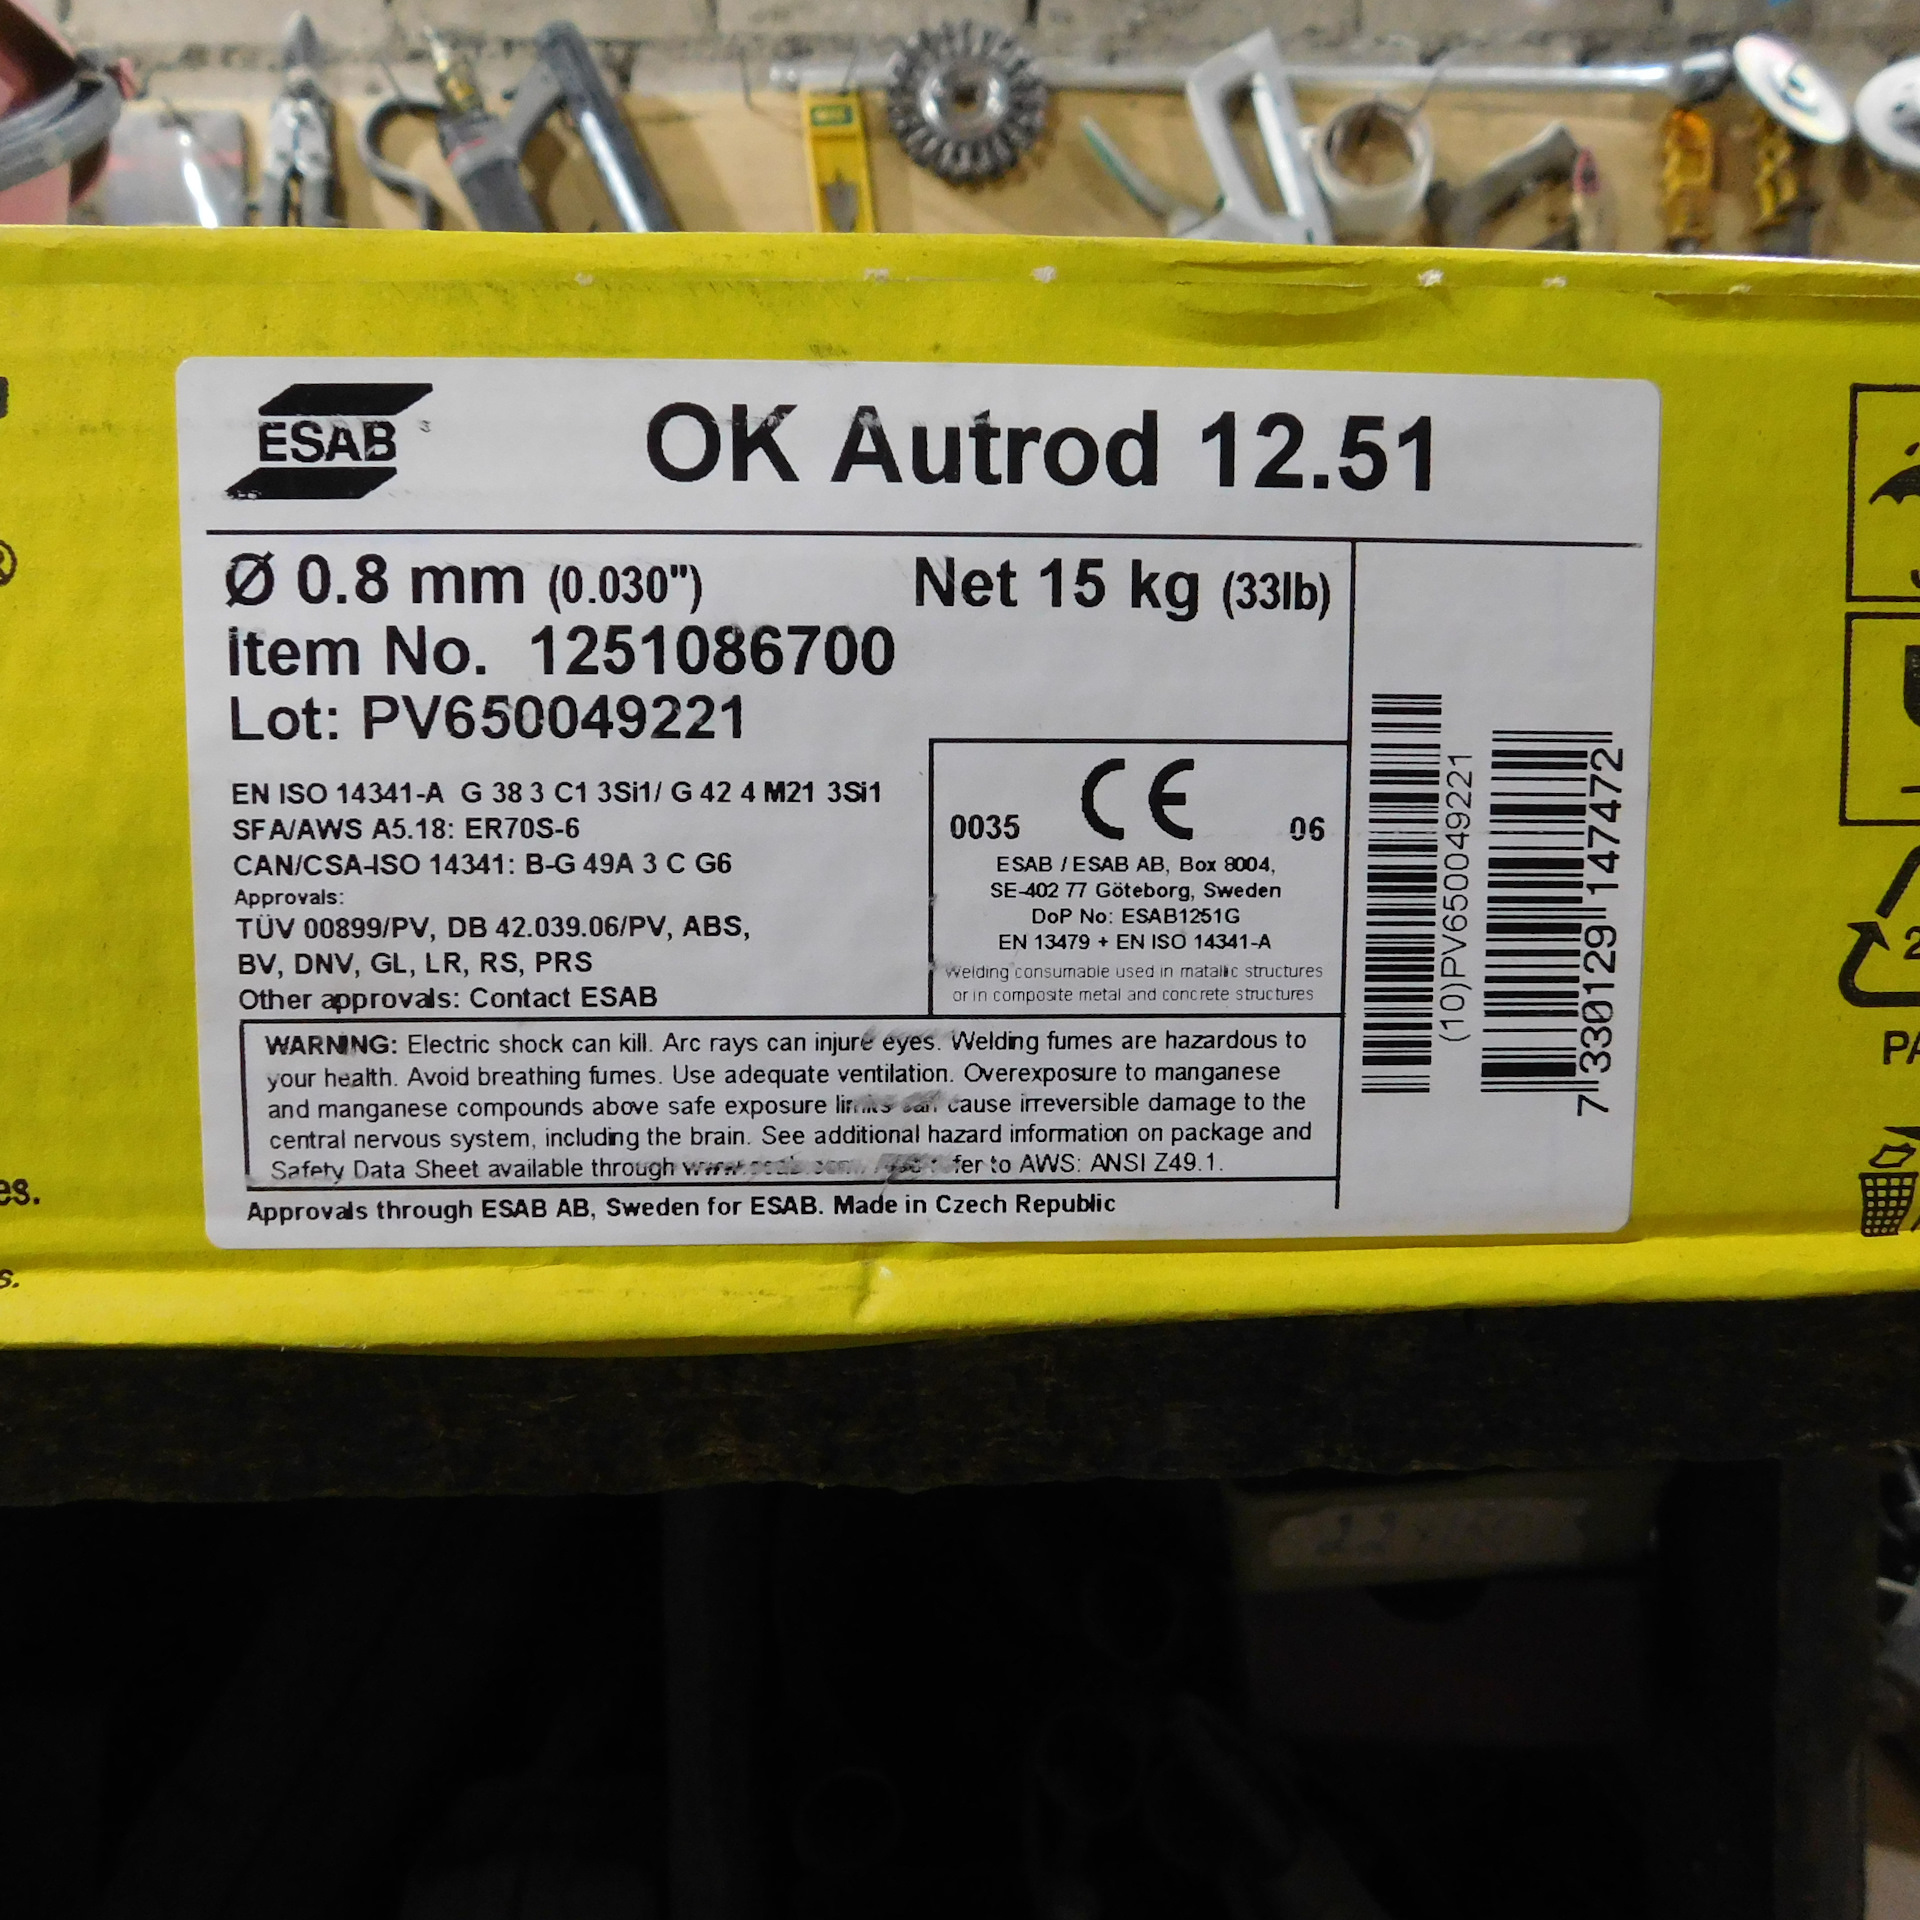 ESAB
OK Autrod 12.51
Ø 0.8 mm (0.030") Net 15 kg (33lb)
Item No. 1251086700
Lot: PV650049221
EN ISO 14341-A G 38 3 C1 3Si1/ G 42 4 M21 3Si1
SFA/AWS A5.18: ER70S-6
CAN/CSA-ISO 14341: B-G 49A 3 C G6
Approvals:
TÜV 00899/PV, DB 42.039.06/PV, ABS,
BV, DNV, GL, LR, RS, PRS
Other approvals: Contact ESAB
CE
0035 06
ESAB / ESAB AB, Box 8004,
SE-402 77 Göteborg, Sweden
DoP No: ESAB1251G
EN 13479 + EN ISO 14341-A
Welding consumable used in matallic structures
or in composite metal and concrete structures
WARNING: Electric shock can kill. Arc rays can injure eyes. Welding fumes are hazardous to
your health. Avoid breathing fumes. Use adequate ventilation. Overexposure to manganese
and manganese compounds above safe exposure limits can cause irreversible damage to the
central nervous system, including the brain. See additional hazard information on package and
Safety Data Sheet available through to AWS: ANSI Z49.1.
Approvals through ESAB AB, Sweden for ESAB. Made in Czech Republic
(10)PV650049221
7 330129 147472
®
es.
s.
2
PA